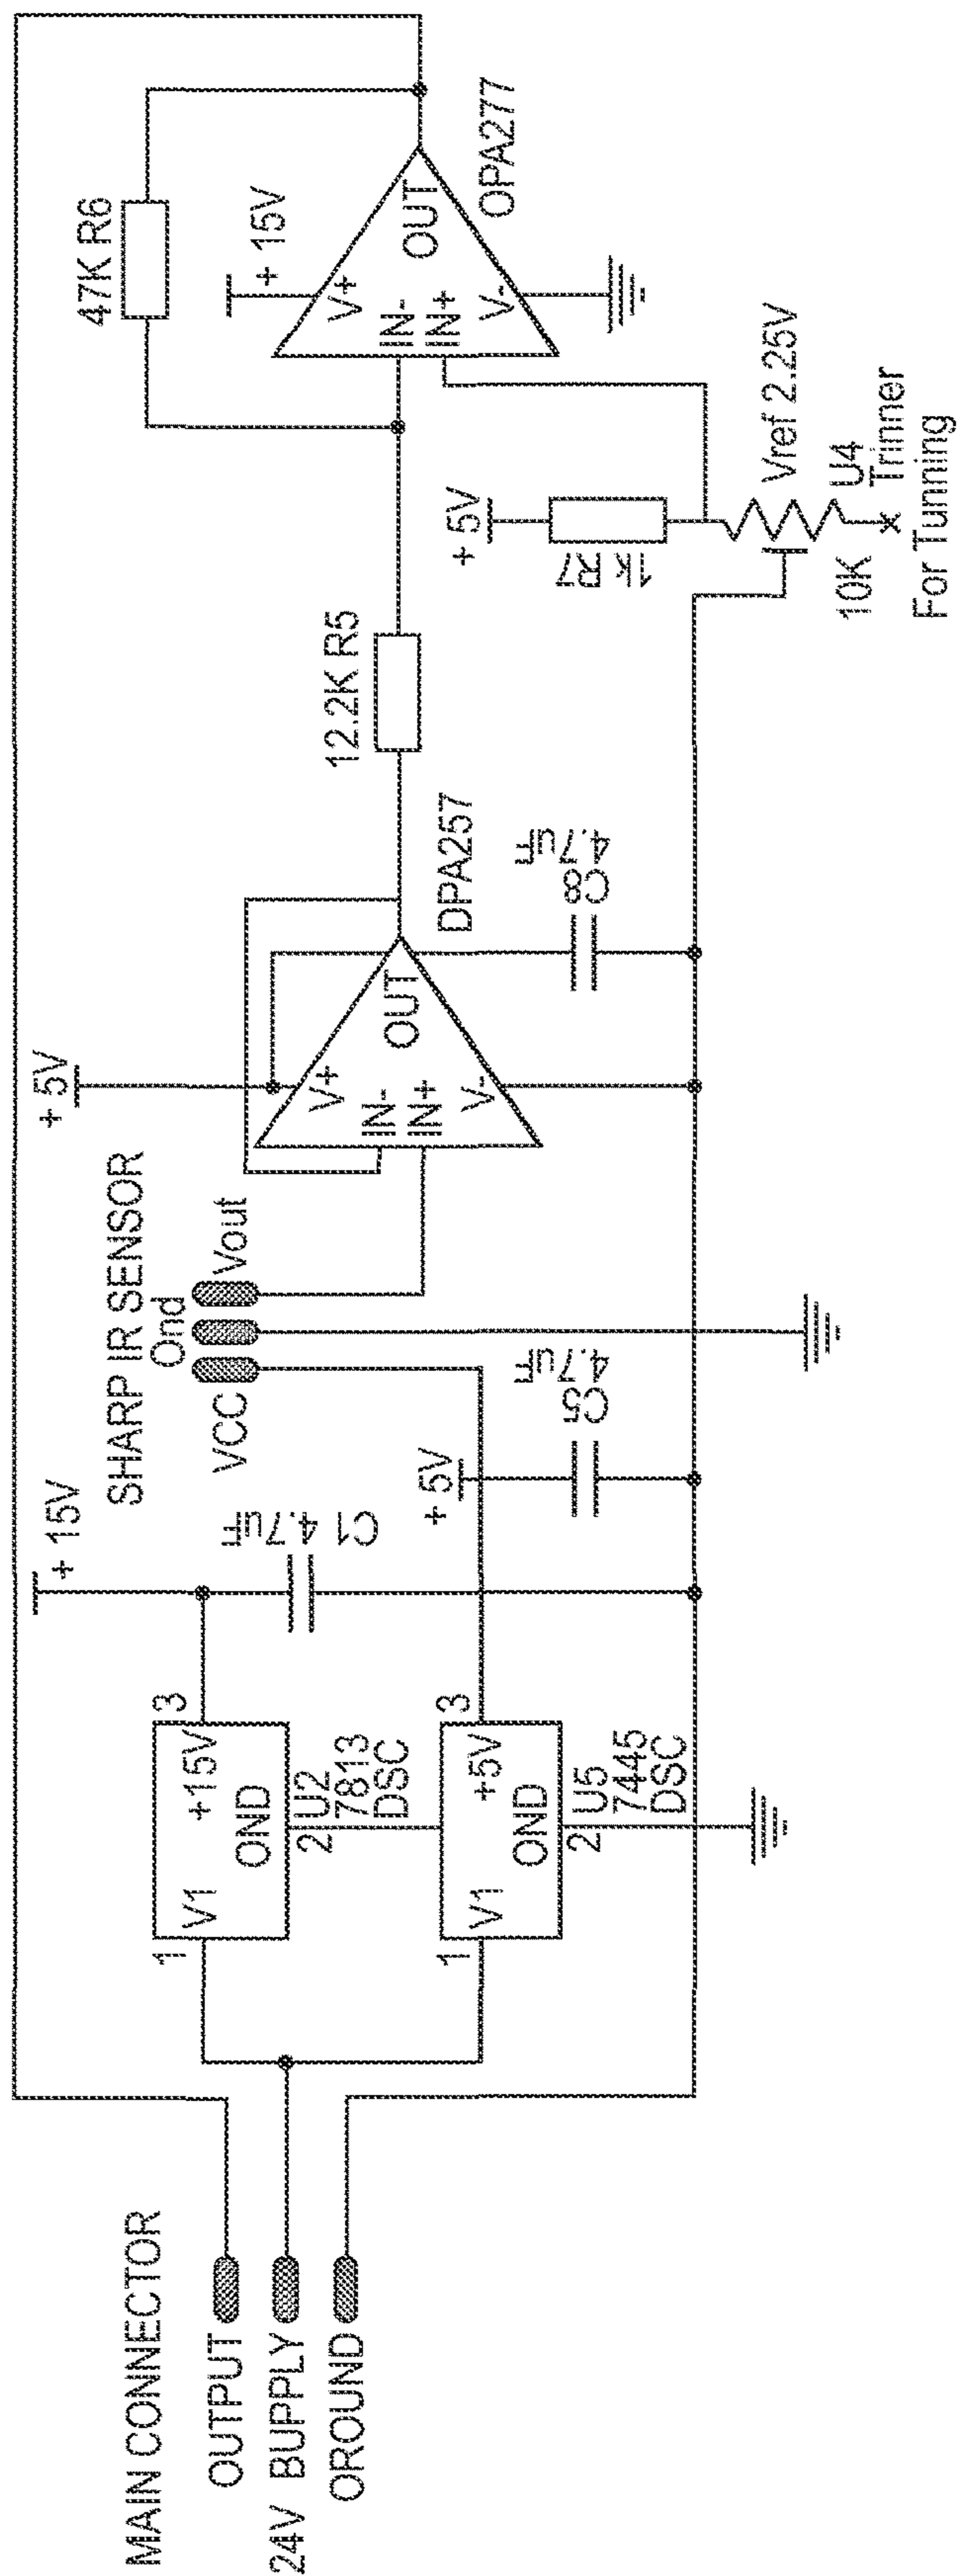 MAIN CONNECTOR
OUTPUT
24V BUPPLY
OROUND
1
V1
+15V
3
OND
2
U2
7813
DSC
1
V1
+5V
3
OND
2
U5
7445
DSC
+ 15V
C1 4.7uF
SHARP IR SENSOR
VCC
Ond
Vout
+ 5V
C5
4.7uF
+ 5V
V+
IN-
IN+
OUT
V-
DPA257
C8
4.7uF
12.2K R5
47K R6
+ 15V
V+
IN-
IN+
OUT
V-
OPA277
+ 5V
1k R7
Vref 2.25V
10K
U4
Trinner
For Tunning